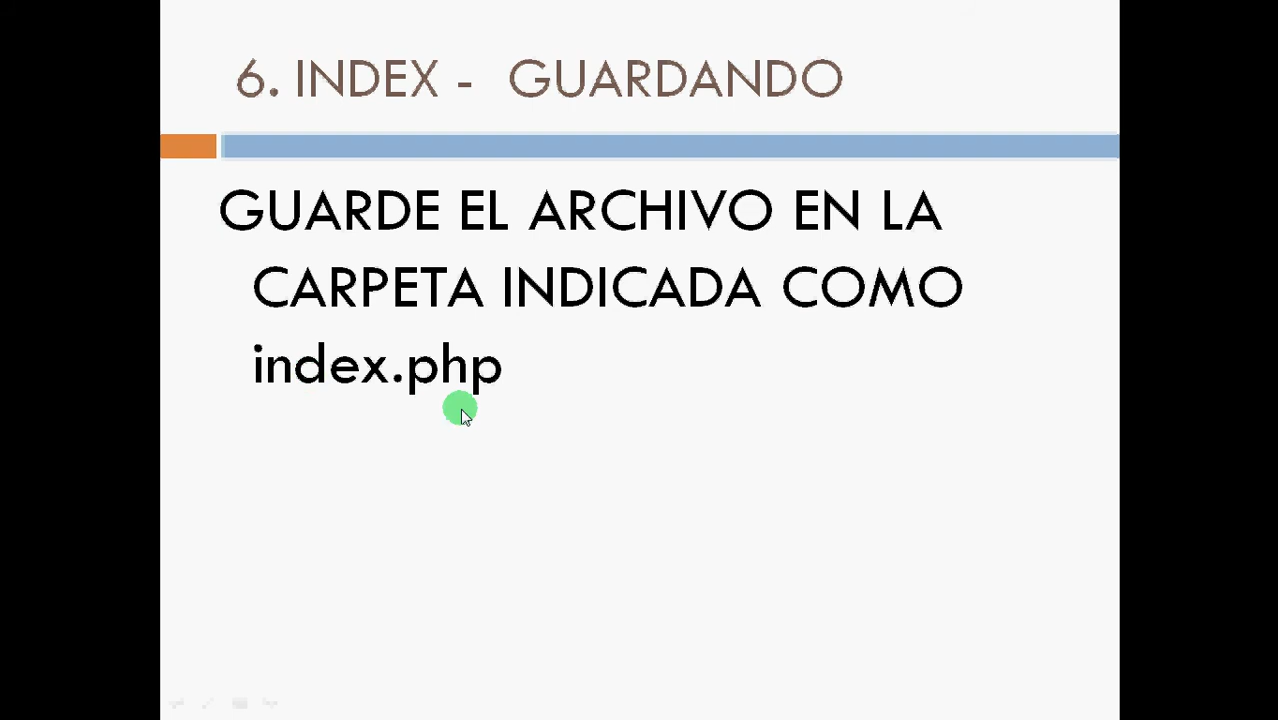 6. INDEX - GUARDANDO
GUARDE EL ARCHIVO EN LA
CARPETA INDICADA COMO
index.php